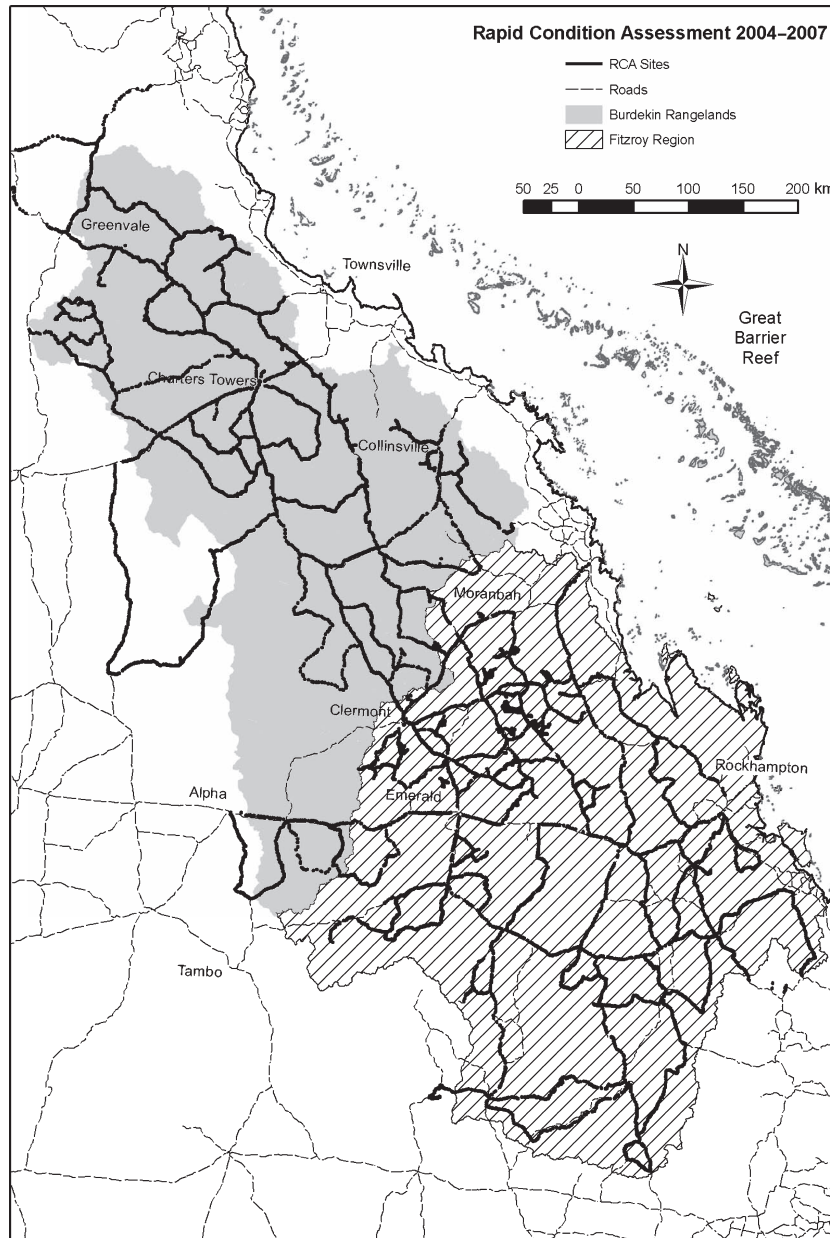 Rapid Condition Assessment 2004–2007
RCA Sites
Roads
Burdekin Rangelands
Fitzroy Region
50 25 0 50 100 150 200 km
N
Greenvale
Townsville
Great
Barrier
Reef
Charters Towers
Collinsville
Moranbah
Clermont
Rockhampton
Alpha
Emerald
Tambo